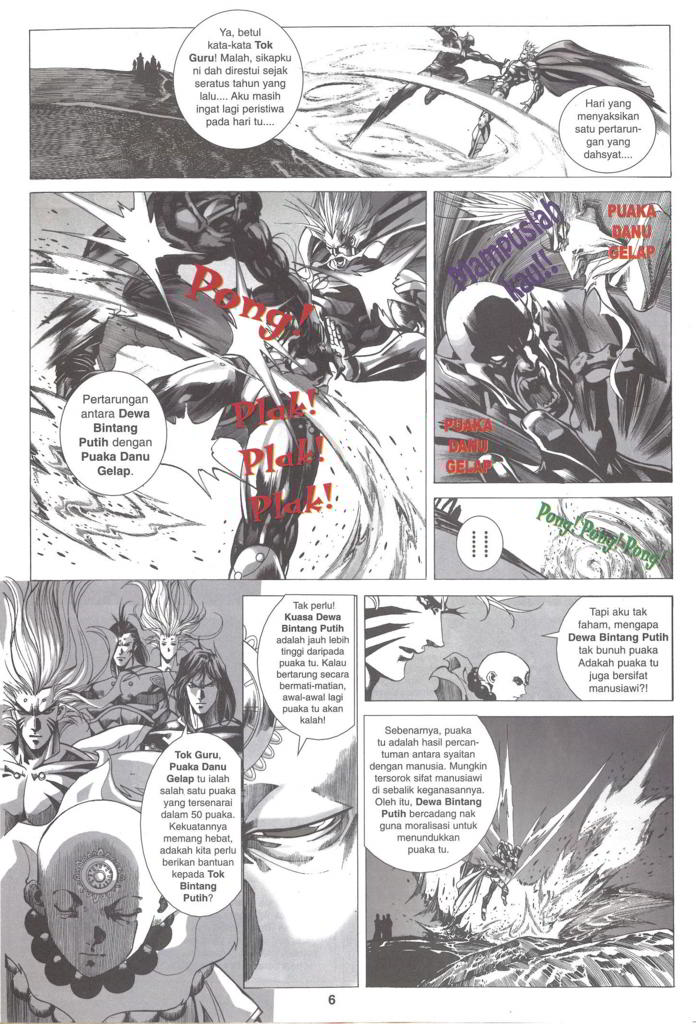 Ya, betul
kata-kata Tok
Guru! Malah, sikapku
ni dah direstui sejak
seratus tahun yang
lalu.... Aku masih
ingat lagi peristiwa
pada hari tu....
Hari yang
menyaksikan
satu pertarun-
gan yang
dahsyat....
Pong!
Plak!
Plak!
Plak!
Pertarungan
antara Dewa
Bintang
Putih dengan
Puaka Danu
Gelap.
Mampuslah
kau!!
PUAKA
DANU
GELAP
PUAKA
DANU
GELAP
Pong! Pong! Pong!
Tok Guru,
Puaka Danu
Gelap tu ialah
salah satu puaka
yang tersenarai
dalam 50 puaka.
Kekuatannya
memang hebat,
adakah kita perlu
berikan bantuan
kepada Tok
Bintang
Putih?
Tak perlu!
Kuasa Dewa
Bintang Putih
adalah jauh lebih
tinggi daripada
puaka tu. Kalau
bertarung secara
bermati-matian,
awal-awal lagi
puaka tu akan
kalah!
Tapi aku tak
faham, mengapa
Dewa Bintang Putih
tak bunuh puaka
Adakah puaka tu
juga bersifat
manusiawi?!
Sebenarnya, puaka
tu adalah hasil percan-
tuman antara syaitan
dengan manusia. Mungkin
tersorok sifat manusiawi
di sebalik keganasannya.
Oleh itu, Dewa Bintang
Putih bercadang nak
guna moralisasi untuk
menundukkan
puaka tu.
6